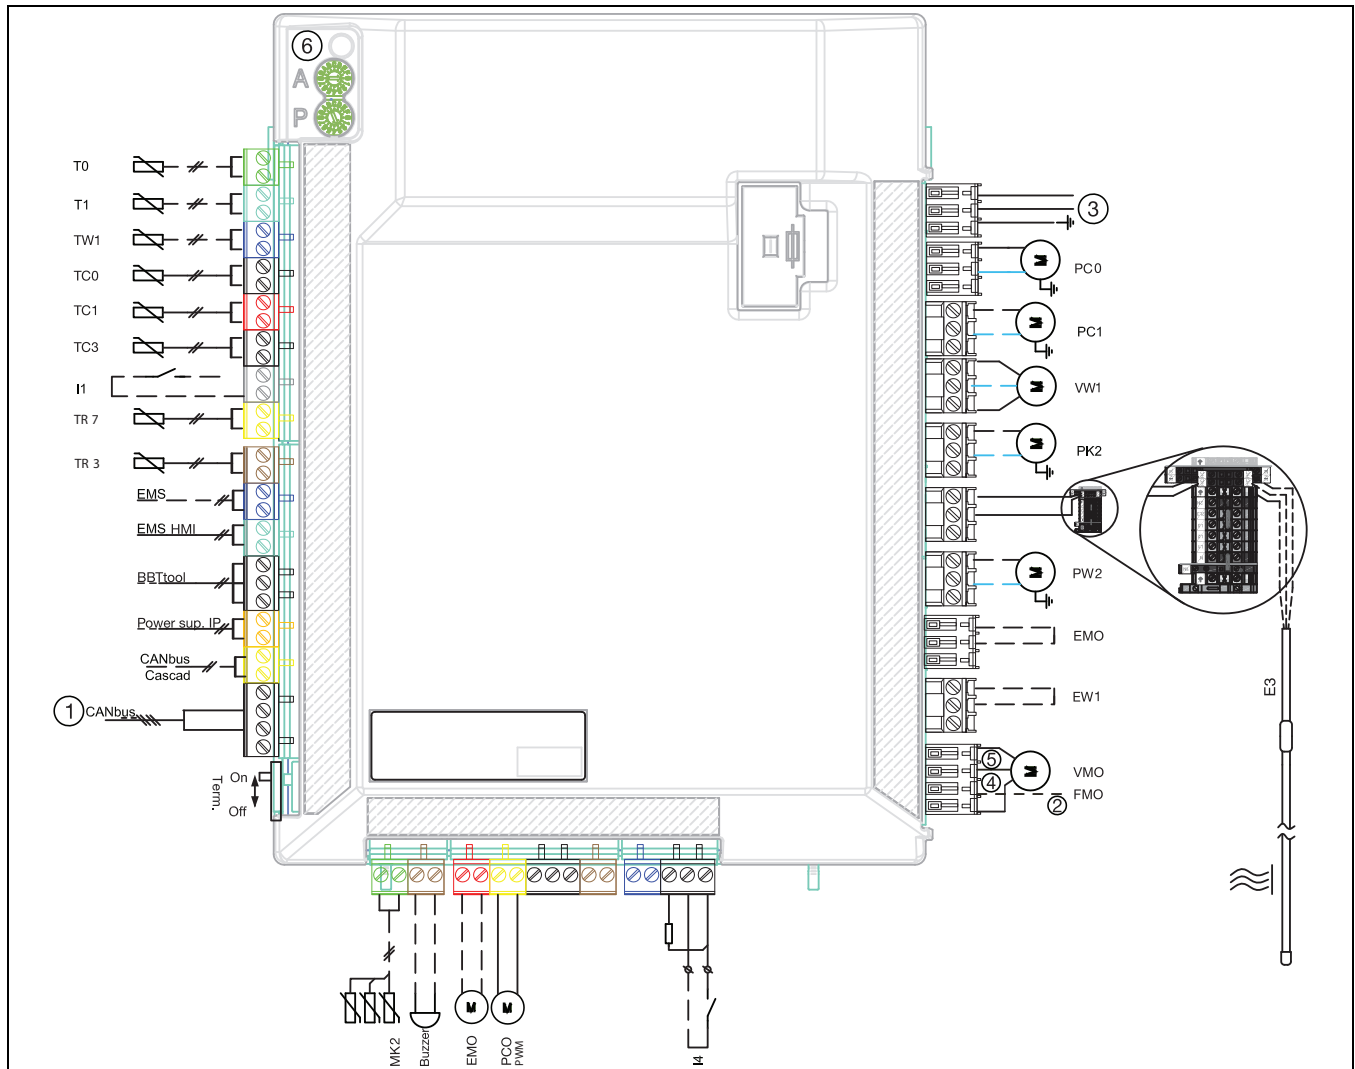 6
A
P
T0
T1
TW1
TC0
TC1
TC3
I1
TR 7
TR 3
EMS
EMS HMI
BBTtool
Power sup. IP
CANbus
Cascad
1 CANbus
On
Off
Term.
3
M PC0
M PC1
M VW1
M PK2
M PW2
EMO
EW1
5
4
M VMO
2 FMO
E3
MK2
Buzzer
M EMO
M PCO
PWM
I4